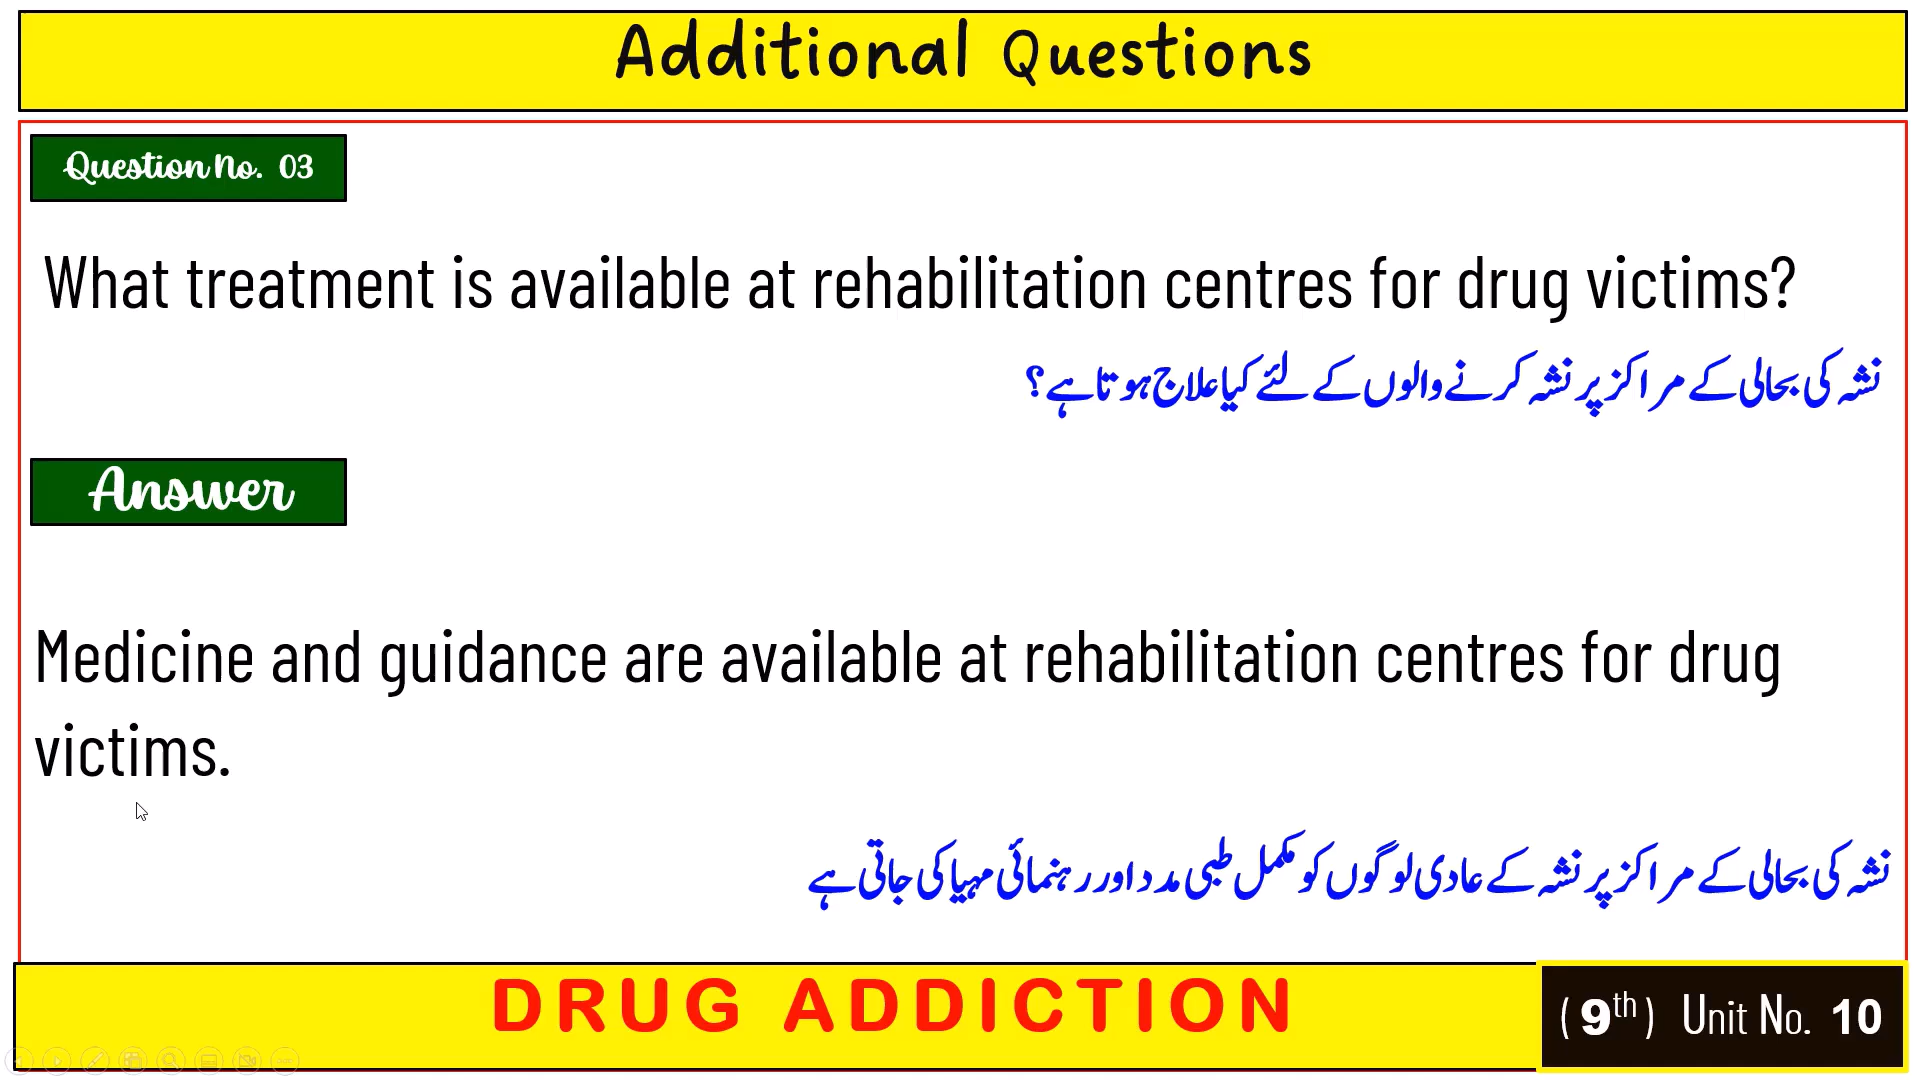 Additional Questions
Question No. 03
What treatment is available at rehabilitation centres for drug victims?
نشہ کی بحالی کے مراکز پر نشہ کرنے والوں کے لئے کیا علاج ہوتا ہے؟
Answer
Medicine and guidance are available at rehabilitation centres for drug
victims.
نشہ کی بحالی کے مراکز پر نشہ کے عادی لوگوں کو مکمل طبی مدد اور رہنمائی مہیا کی جاتی ہے
DRUG ADDICTION
(9th) Unit No. 10